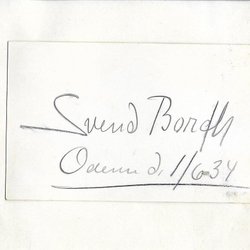 Svend Borch
Odense d. 1/6-34